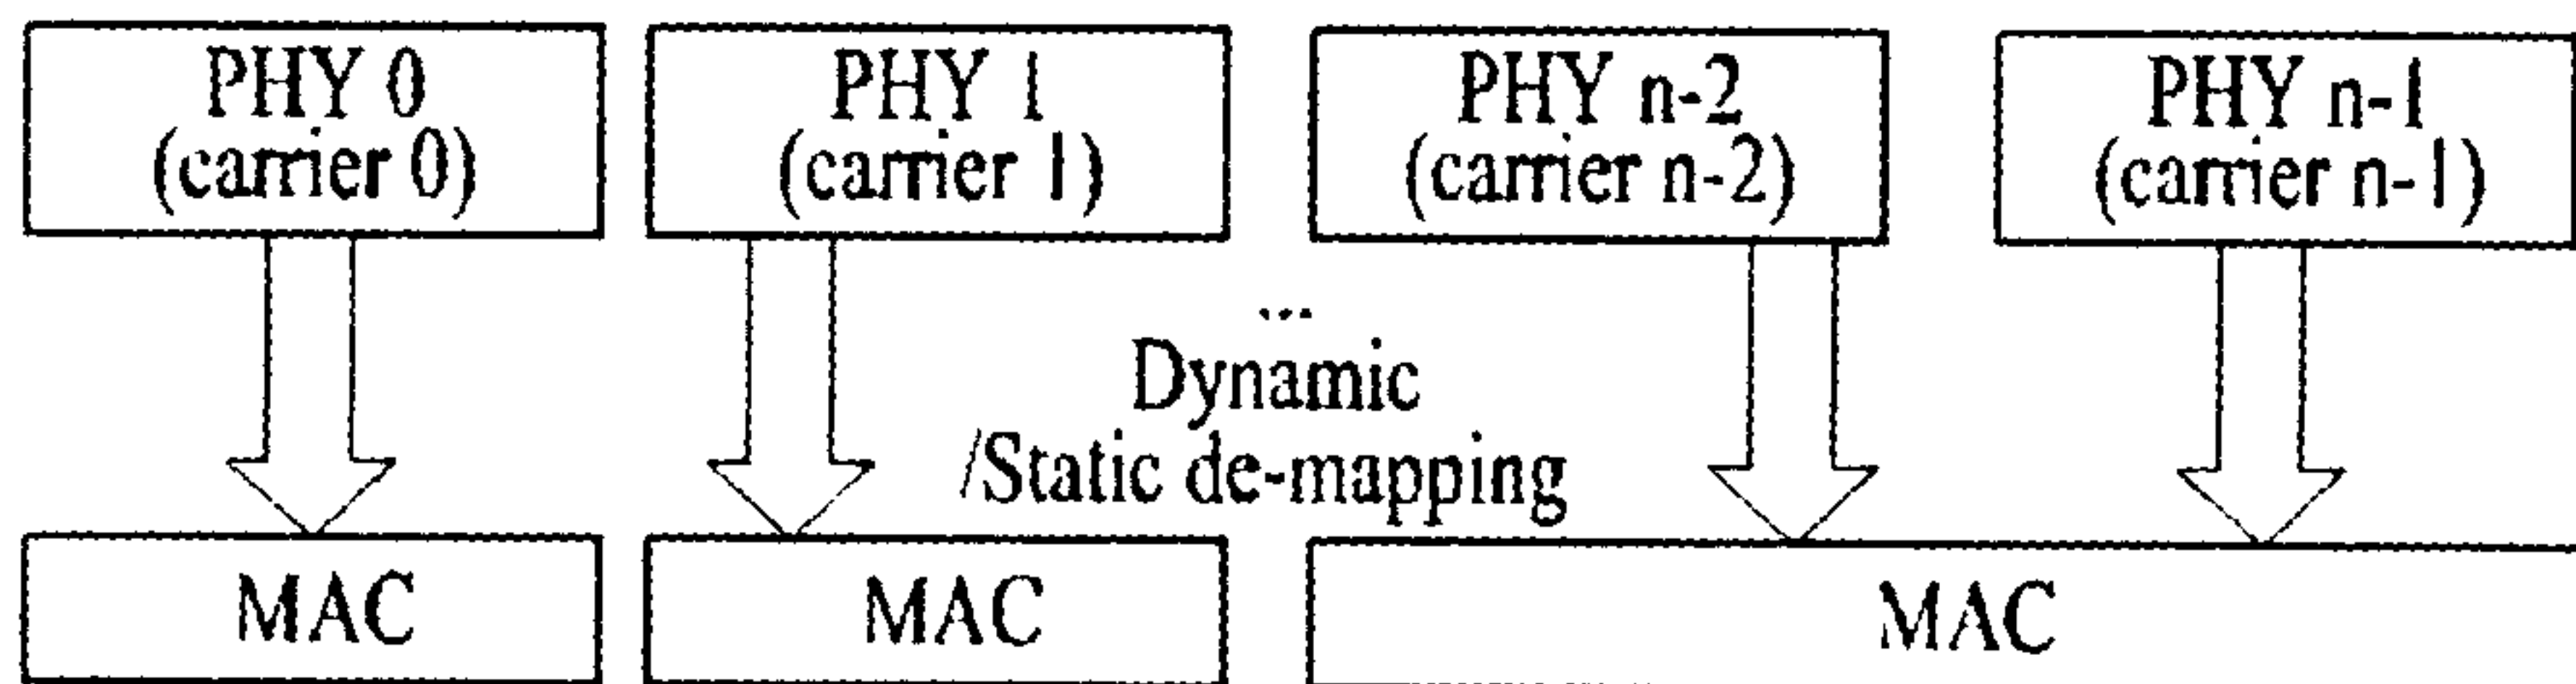 PHY 0
(carrier 0)
PHY 1
(carrier 1)
PHY n-2
(carrier n-2)
PHY n-1
(carrier n-1)
...
Dynamic
/Static de-mapping
MAC
MAC
MAC